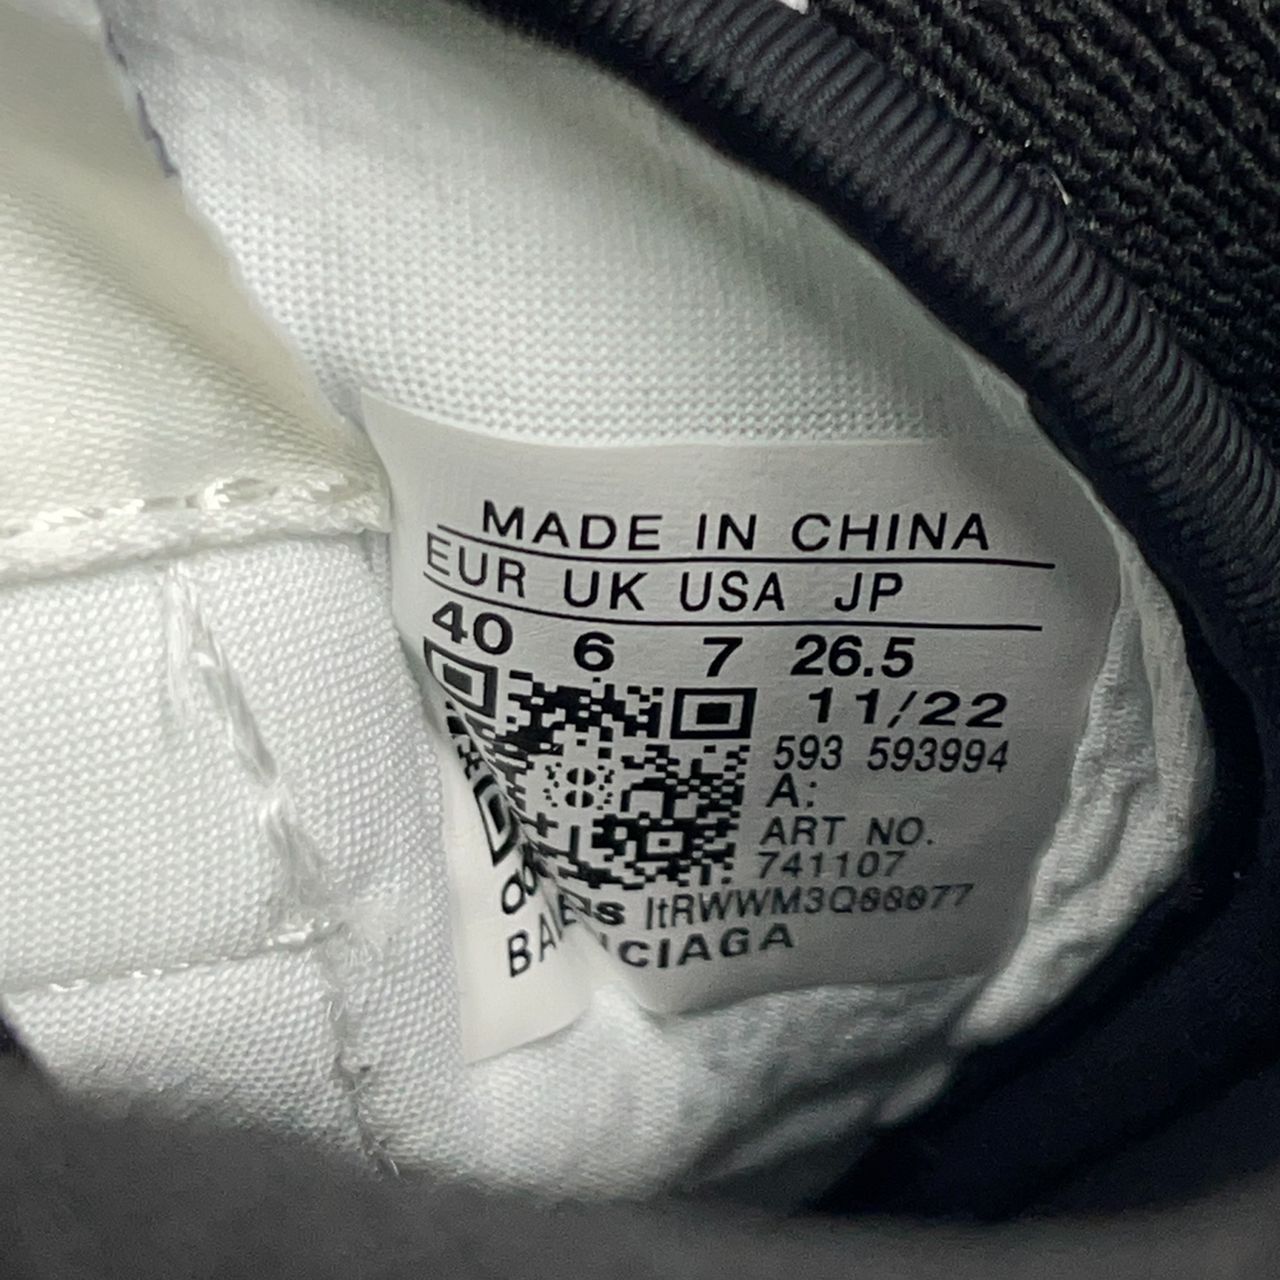 MADE IN CHINA
EUR UK USA JP
40 6 7 26.5
11/22
593 593994
A:
ART NO.
741107